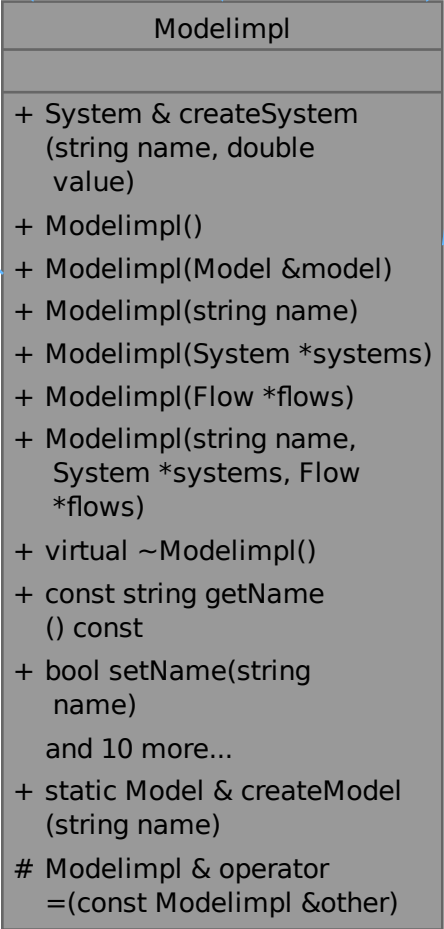 Modelimpl
+ System & createSystem
(string name, double
value)
+ Modelimpl()
+ Modelimpl(Model &model)
+ Modelimpl(string name)
+ Modelimpl(System *systems)
+ Modelimpl(Flow *flows)
+ Modelimpl(string name,
System *systems, Flow
*flows)
+ virtual ~Modelimpl()
+ const string getName
() const
+ bool setName(string
name)
and 10 more...
+ static Model & createModel
(string name)
# Modelimpl & operator
=(const Modelimpl &other)